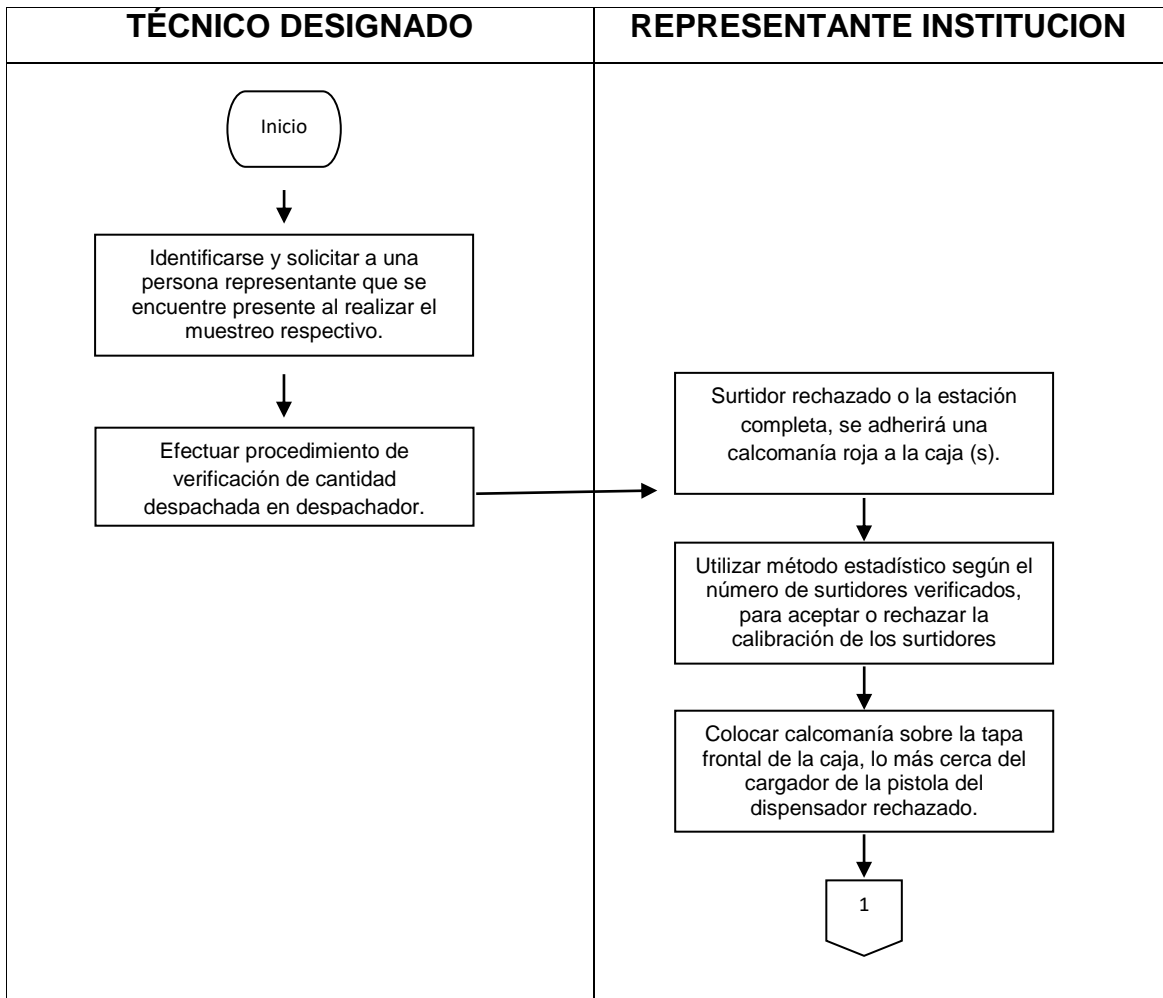 TÉCNICO DESIGNADO
REPRESENTANTE INSTITUCION
Inicio
Identificarse y solicitar a una
persona representante que se
encuentre presente al realizar el
muestreo respectivo.
Efectuar procedimiento de
verificación de cantidad
despachada en despachador.
Surtidor rechazado o la estación
completa, se adherirá una
calcomanía roja a la caja (s).
Utilizar método estadístico según el
número de surtidores verificados,
para aceptar o rechazar la
calibración de los surtidores
Colocar calcomanía sobre la tapa
frontal de la caja, lo más cerca del
cargador de la pistola del
dispensador rechazado.
1